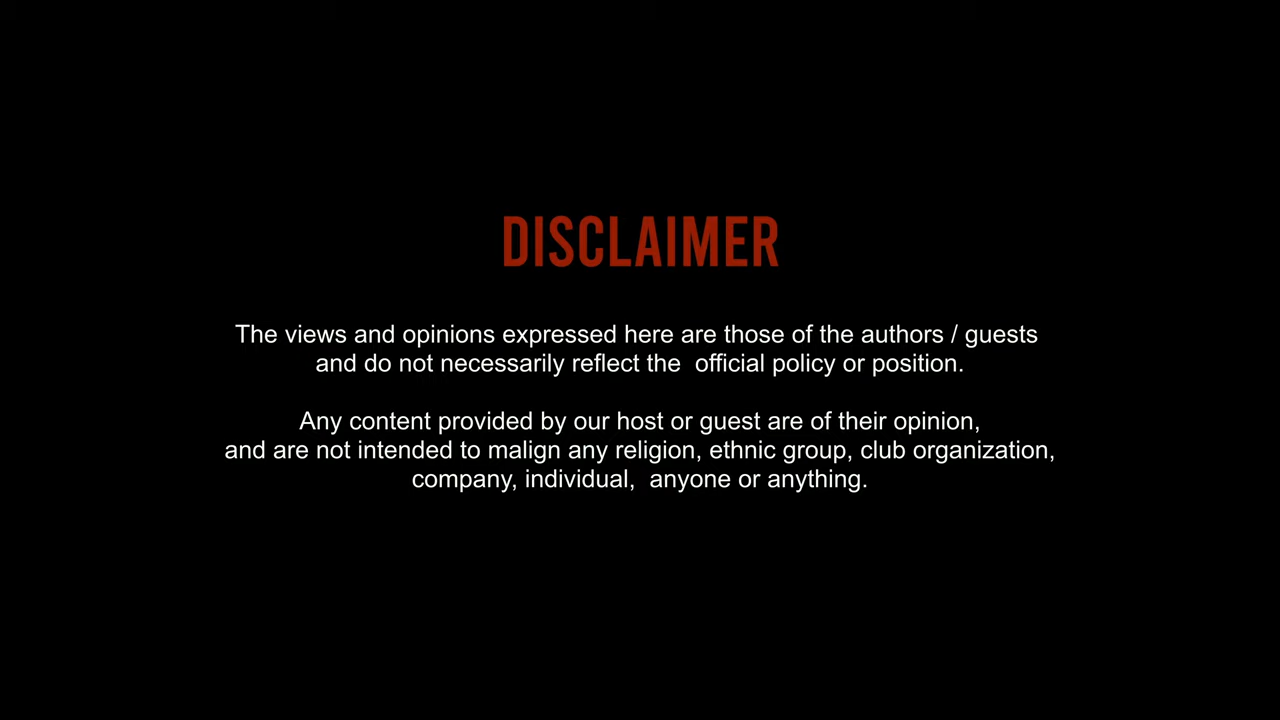 DISCLAIMER
The views and opinions expressed here are those of the authors / guests
and do not necessarily reflect the  official policy or position.
Any content provided by our host or guest are of their opinion,
and are not intended to malign any religion, ethnic group, club organization,
company, individual,  anyone or anything.